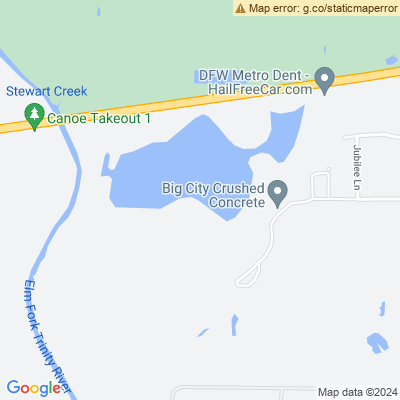 Map error: g.co/staticmaperror
DFW Metro Dent -
HailFreeCar.com
Stewart Creek
Canoe Takeout 1
Jubilee Ln
Big City Crushed
Concrete
Elm Fork Trinity River
Google
Map data ©2024